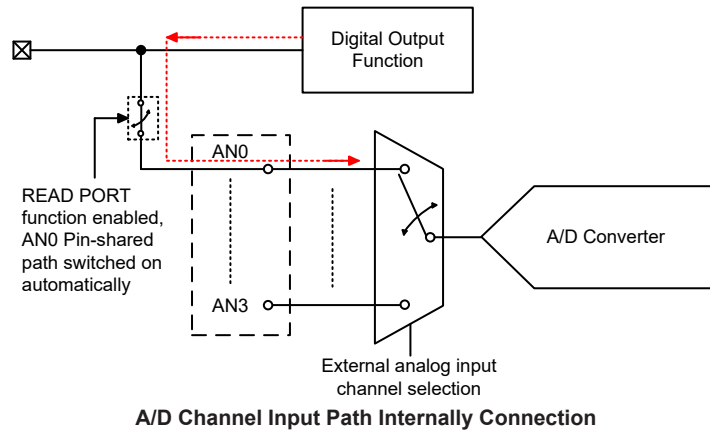 Digital Output
Function
AN0
READ PORT
function enabled,
AN0 Pin-shared
path switched on
automatically
A/D Converter
AN3
External analog input
channel selection
A/D Channel Input Path Internally Connection